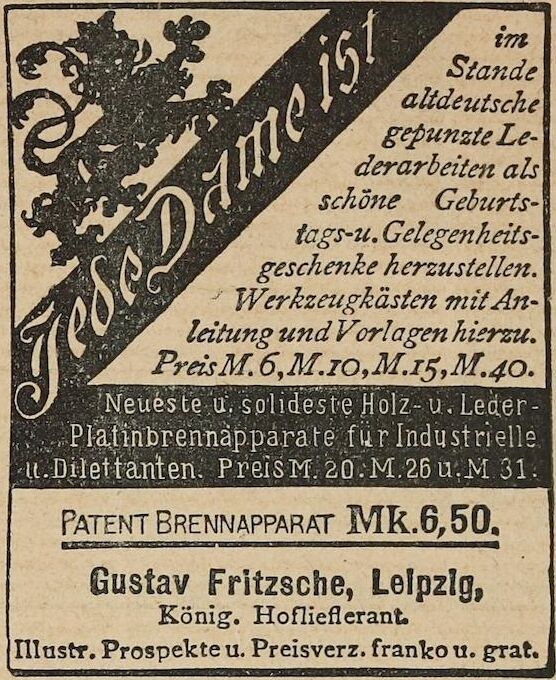 Jede Dame ist
im
Stande
altdeutsche
gepunzte Le-
derarbeiten als
schöne Geburts-
tags-u. Gelegenheits-
geschenke herzustellen.
Werkzeugkästen mit An-
leitung und Vorlagen hierzu.
Preis M. 6, M. 10, M. 15, M. 40.
Neueste u. solideste Holz- u. Leder-
Platinbrennapparate für Industrielle
u. Dilettanten. Preis M. 20. M. 26 u. M 31.
PATENT BRENNAPPARAT MK. 6,50.
Gustav Fritzsche, Leipzig,
König. Hofliefferant.
Illustr. Prospekte u. Preisverz. franko u. grat.